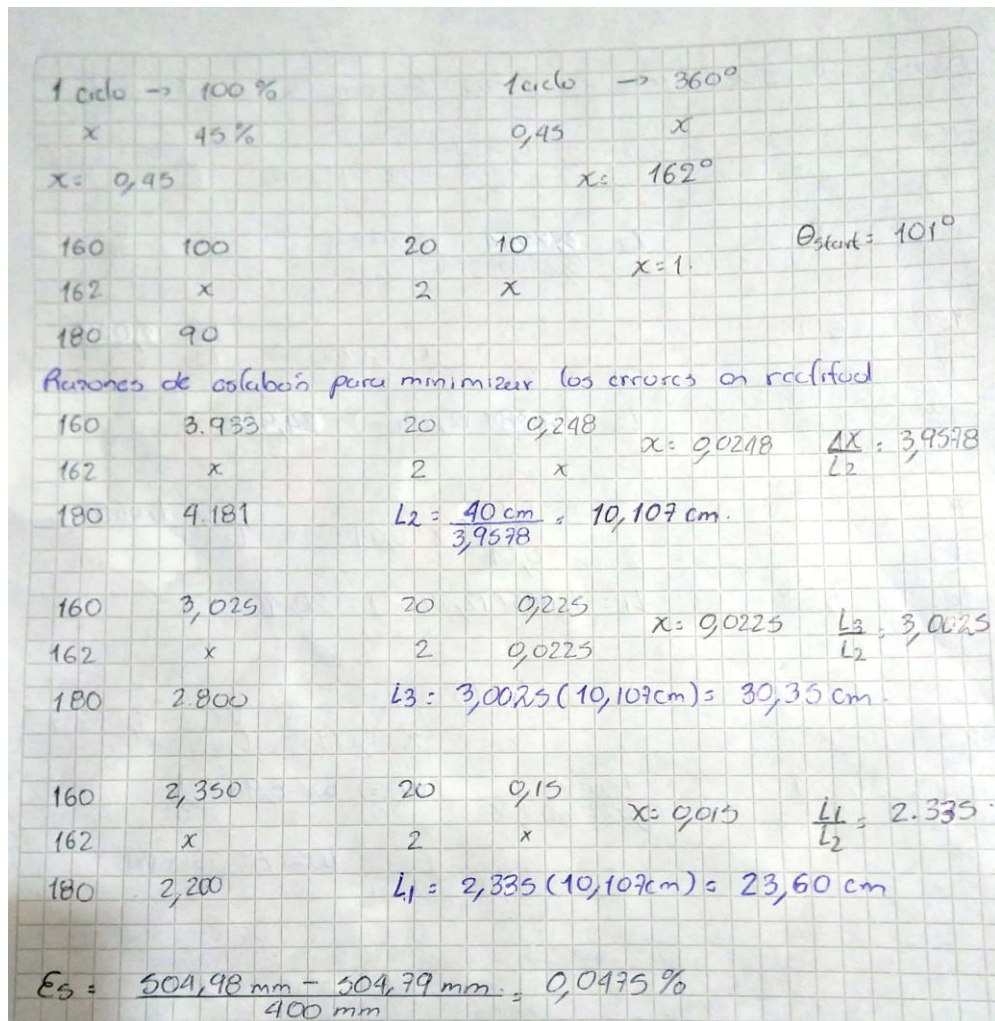 1 ciclo → 100 % 1 ciclo → 360°
x 45% 0,45 x
x = 0,45 x = 162°
θstart = 101°
160 100 20 10 x = 1.
162 x 2 x
180 90
Razones de eslabón para minimizar los errores en rectitud
160 3.933 20 0,248 x = 0,0248 ΔX/L2 = 3,9578
162 x 2 x
180 4.181 L2 = 40 cm/3,9578 = 10,107 cm.
160 3,025 20 0,225 x = 0,0225 L3/L2 = 3,0025
162 x 2 0,0225
180 2.800 L3 = 3,0025 (10,107cm) = 30,35 cm.
160 2,350 20 0,15 x = 0,015 L1/L2 = 2.335
162 x 2 x
180 2,200 L1 = 2,335 (10,107cm) = 23,60 cm
Es = 504,98 mm - 504,79 mm/400 mm = 0,0475 %